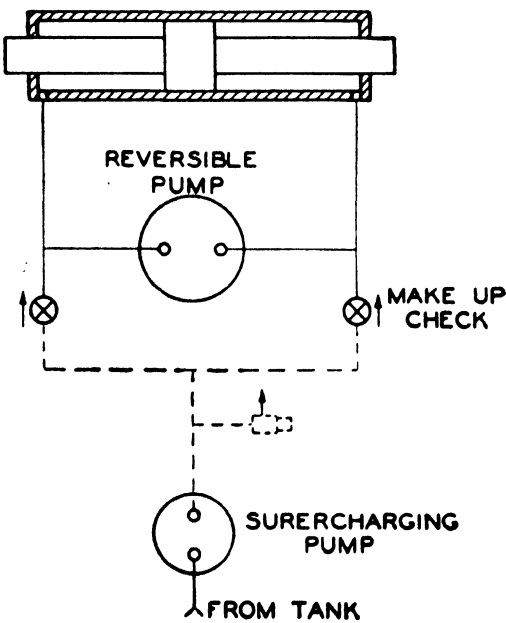 REVERSIBLE
PUMP
MAKE UP
CHECK
SURERCHARGING
PUMP
FROM TANK